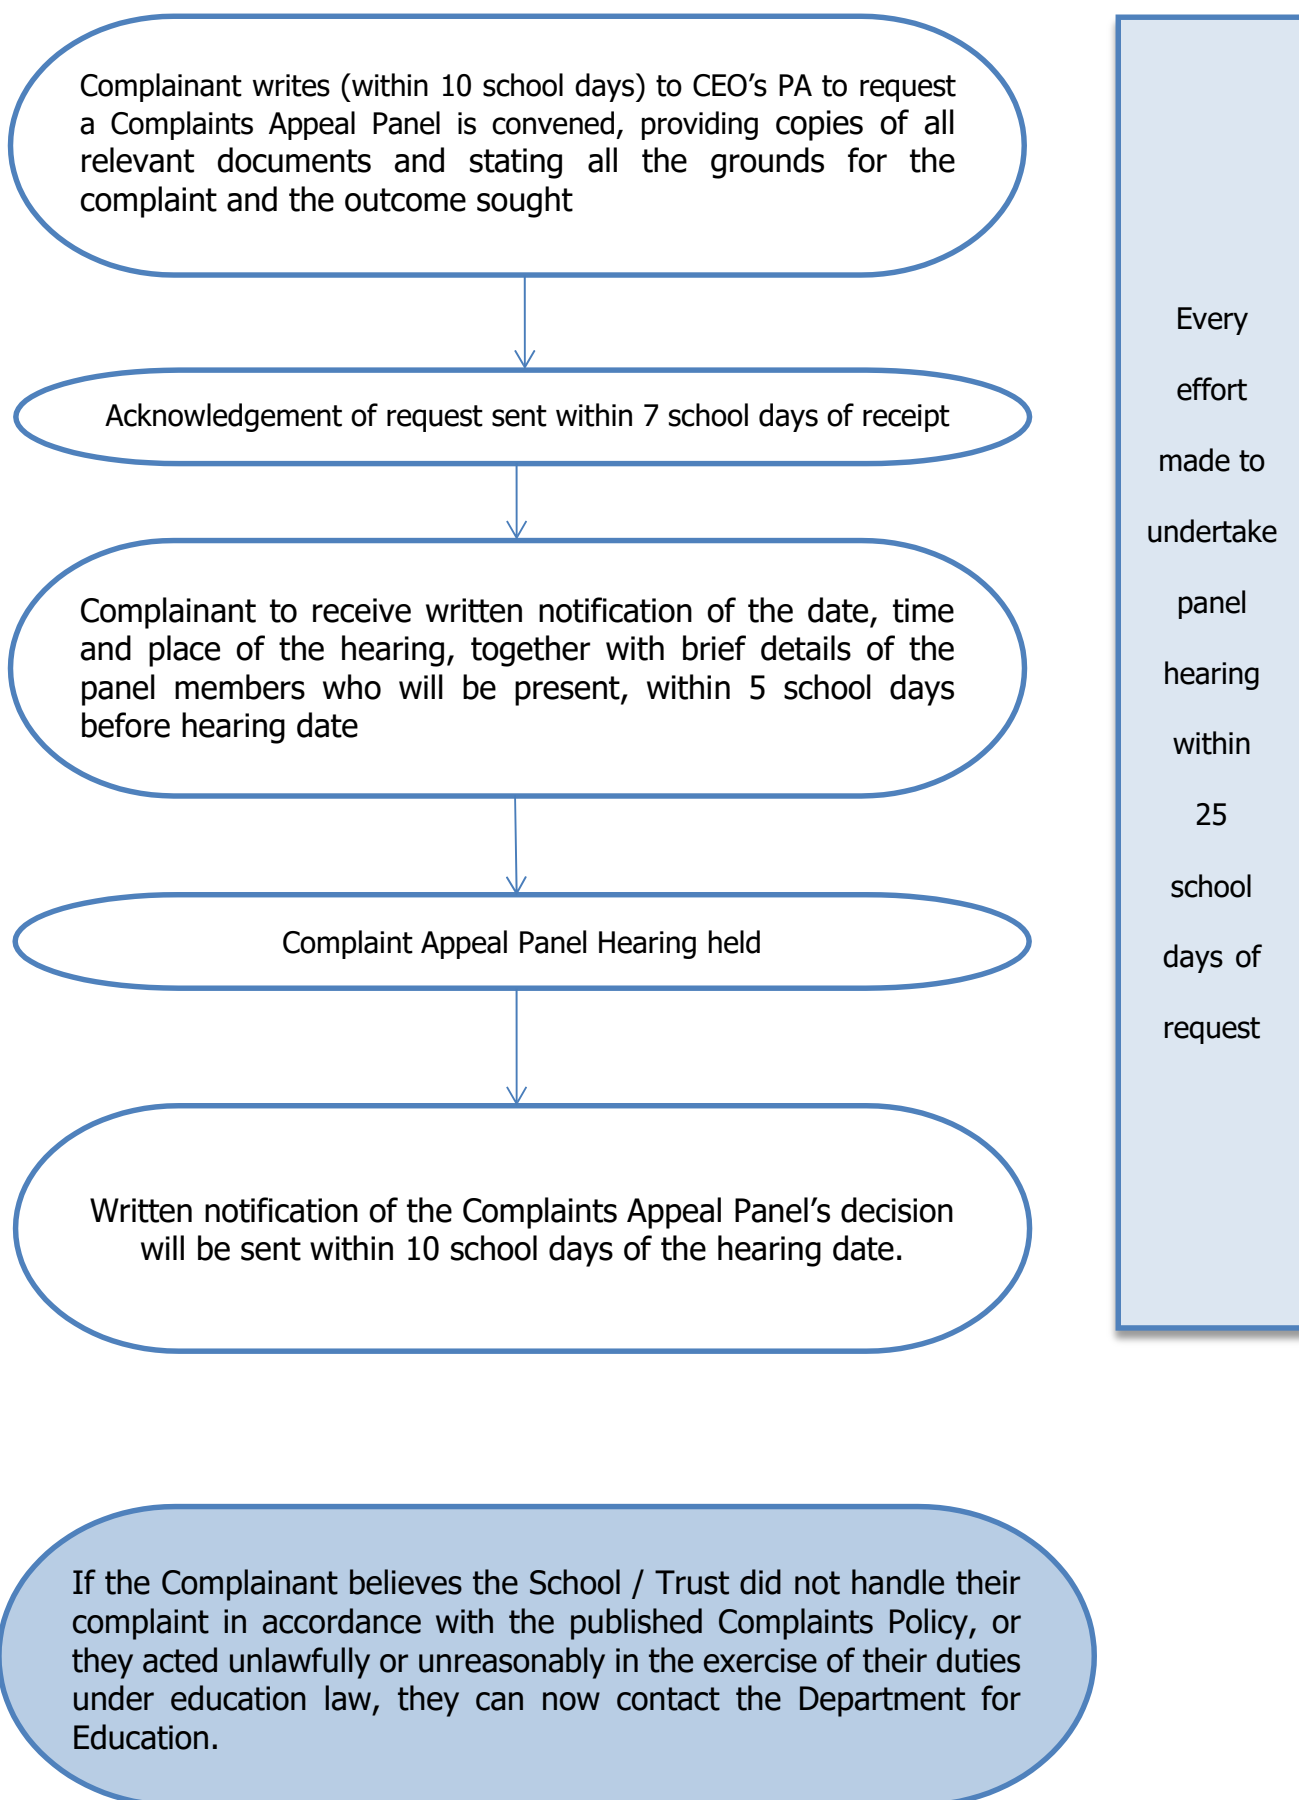 Complainant writes (within 10 school days) to CEO’s PA to request
a Complaints Appeal Panel is convened, providing copies of all
relevant documents and stating all the grounds for the
complaint and the outcome sought
Acknowledgement of request sent within 7 school days of receipt
Complainant to receive written notification of the date, time
and place of the hearing, together with brief details of the
panel members who will be present, within 5 school days
before hearing date
Complaint Appeal Panel Hearing held
Written notification of the Complaints Appeal Panel’s decision
will be sent within 10 school days of the hearing date.
Every
effort
made to
undertake
panel
hearing
within
25
school
days of
request
If the Complainant believes the School / Trust did not handle their
complaint in accordance with the published Complaints Policy, or
they acted unlawfully or unreasonably in the exercise of their duties
under education law, they can now contact the Department for
Education.